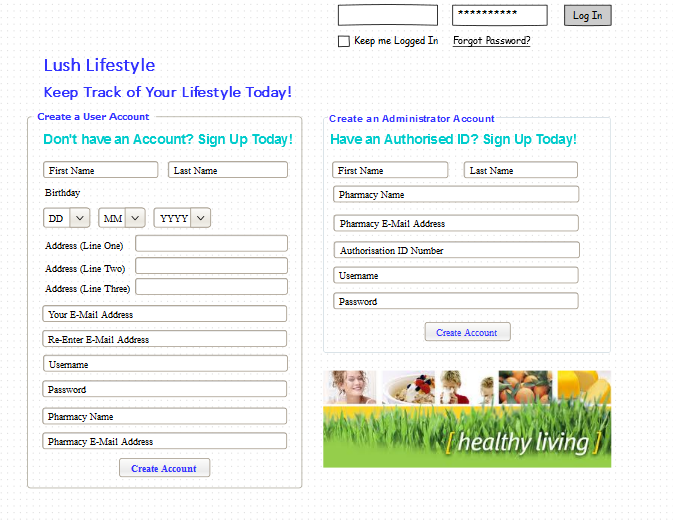 **********
Log In
Keep me Logged In
Forgot Password?
Lush Lifestyle
Keep Track of Your Lifestyle Today!
Create a User Account
Don't have an Account? Sign Up Today!
First Name
Last Name
Birthday
DD
MM
YYYY
Address (Line One)
Address (Line Two)
Address (Line Three)
Your E-Mail Address
Re-Enter E-Mail Address
Username
Password
Pharmacy Name
Pharmacy E-Mail Address
Create Account
Create an Administrator Account
Have an Authorised ID? Sign Up Today!
First Name
Last Name
Pharmacy Name
Pharmacy E-Mail Address
Authorisation ID Number
Username
Password
Create Account
[ healthy living ]